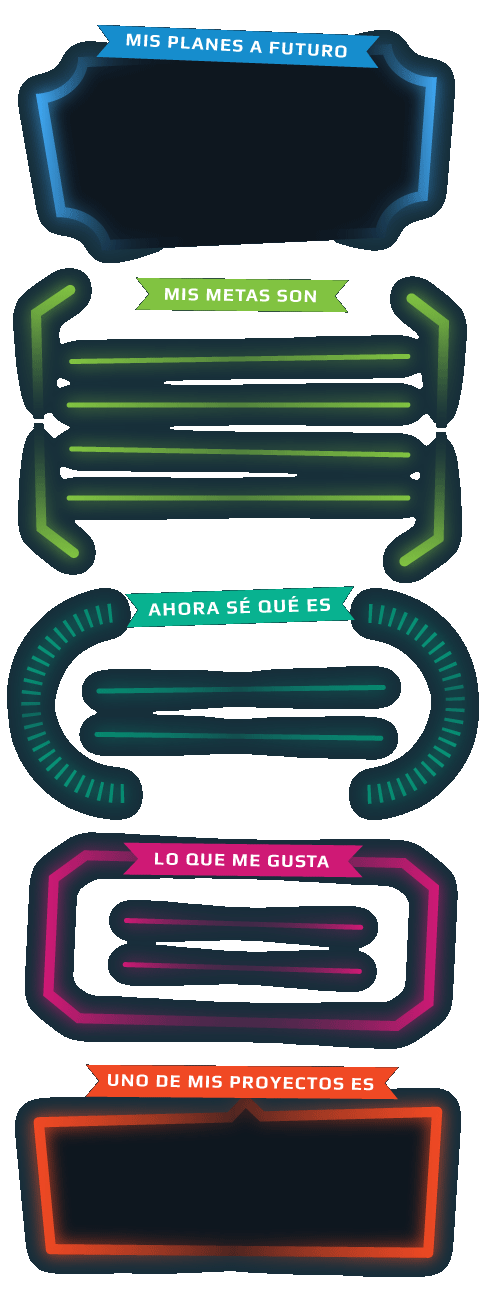 MIS PLANES A FUTURO
MIS METAS SON
AHORA SÉ QUÉ ES
LO QUE ME GUSTA
UNO DE MIS PROYECTOS ES